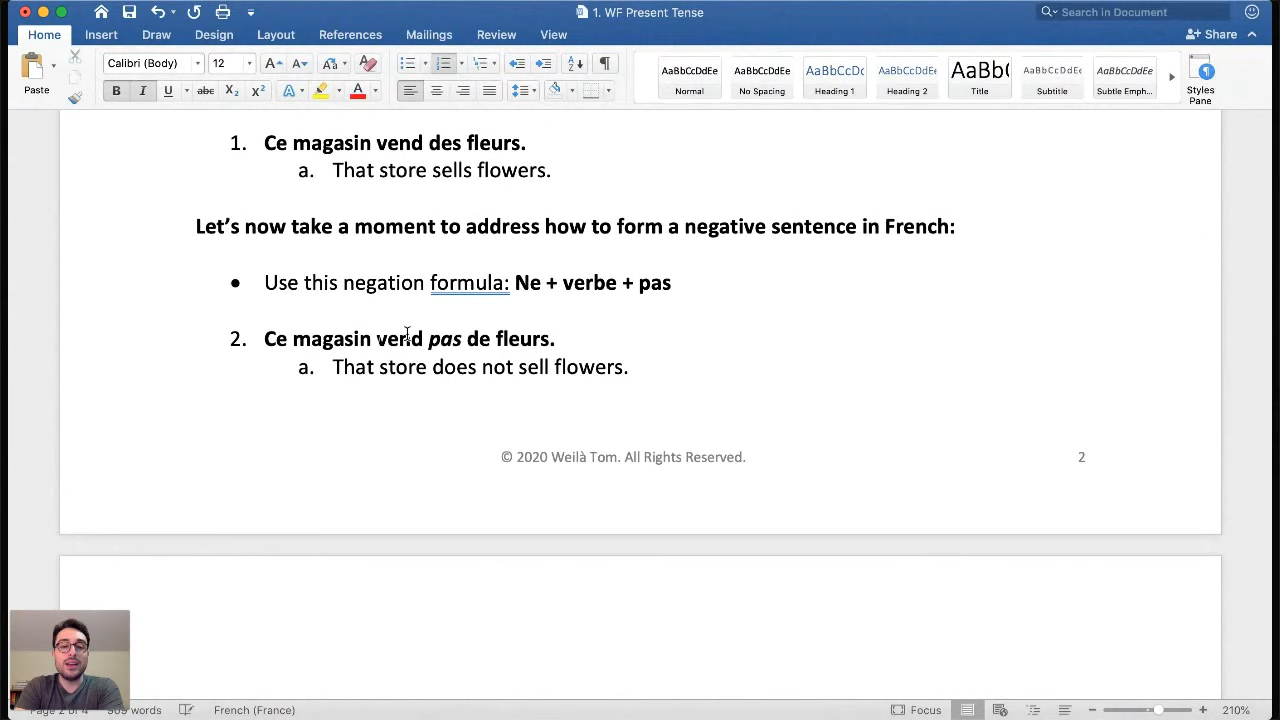 1. WF Present Tense
Search in Document
Home Insert Draw Design Layout References Mailings Review View Share
Calibri (Body) 12
Paste
AaBbCcDdEe AaBbCcDdEe AaBbCcDc AaBbCcDdEe AaBbCcDdEe AaBbCcDdEe
Normal No Spacing Heading 1 Heading 2 Title Subtitle Subtle Emph...
Styles
Pane
1. Ce magasin vend des fleurs.
a. That store sells flowers.
Let's now take a moment to address how to form a negative sentence in French:
• Use this negation formula: Ne + verbe + pas
2. Ce magasin vend pas de fleurs.
a. That store does not sell flowers.
© 2020 Weilà Tom. All Rights Reserved. 2
words French (France) Focus 210%